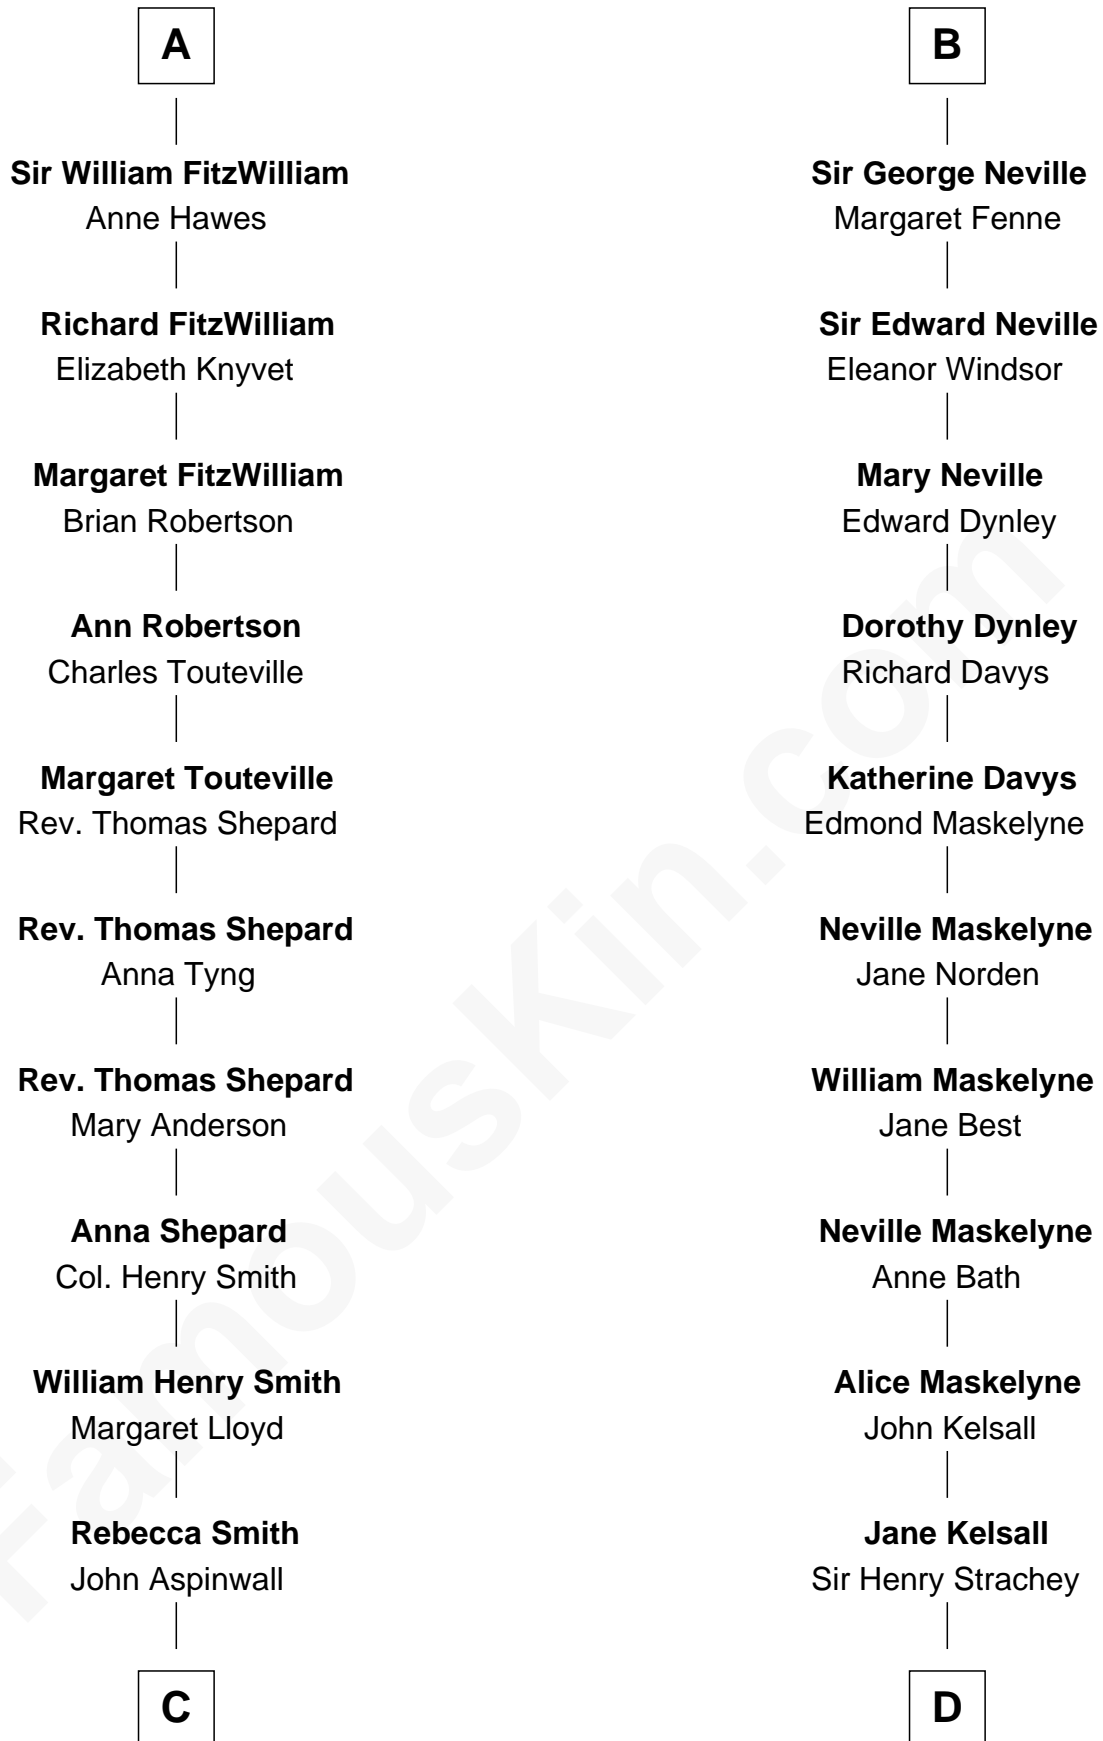 A
Sir William FitzWilliam
Anne Hawes
Richard FitzWilliam
Elizabeth Knyvet
Margaret FitzWilliam
Brian Robertson
Ann Robertson
Charles Touteville
Margaret Touteville
Rev. Thomas Shepard
Rev. Thomas Shepard
Anna Tyng
Rev. Thomas Shepard
Mary Anderson
Anna Shepard
Col. Henry Smith
William Henry Smith
Margaret Lloyd
Rebecca Smith
John Aspinwall
C
B
Sir George Neville
Margaret Fenne
Sir Edward Neville
Eleanor Windsor
Mary Neville
Edward Dynley
Dorothy Dynley
Richard Davys
Katherine Davys
Edmond Maskelyne
Neville Maskelyne
Jane Norden
William Maskelyne
Jane Best
Neville Maskelyne
Anne Bath
Alice Maskelyne
John Kelsall
Jane Kelsall
Sir Henry Strachey
D
FamousKin.com